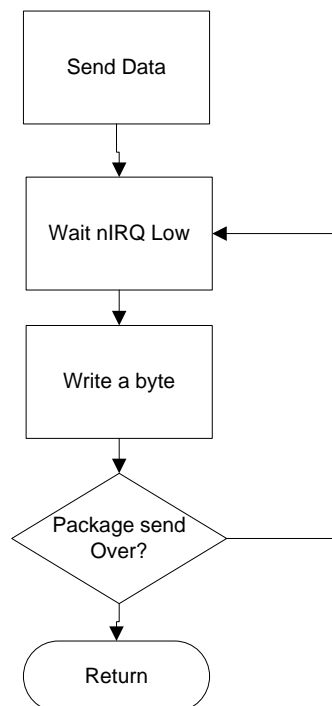 Send Data
Wait nIRQ Low
Write a byte
Package send
Over?
Return